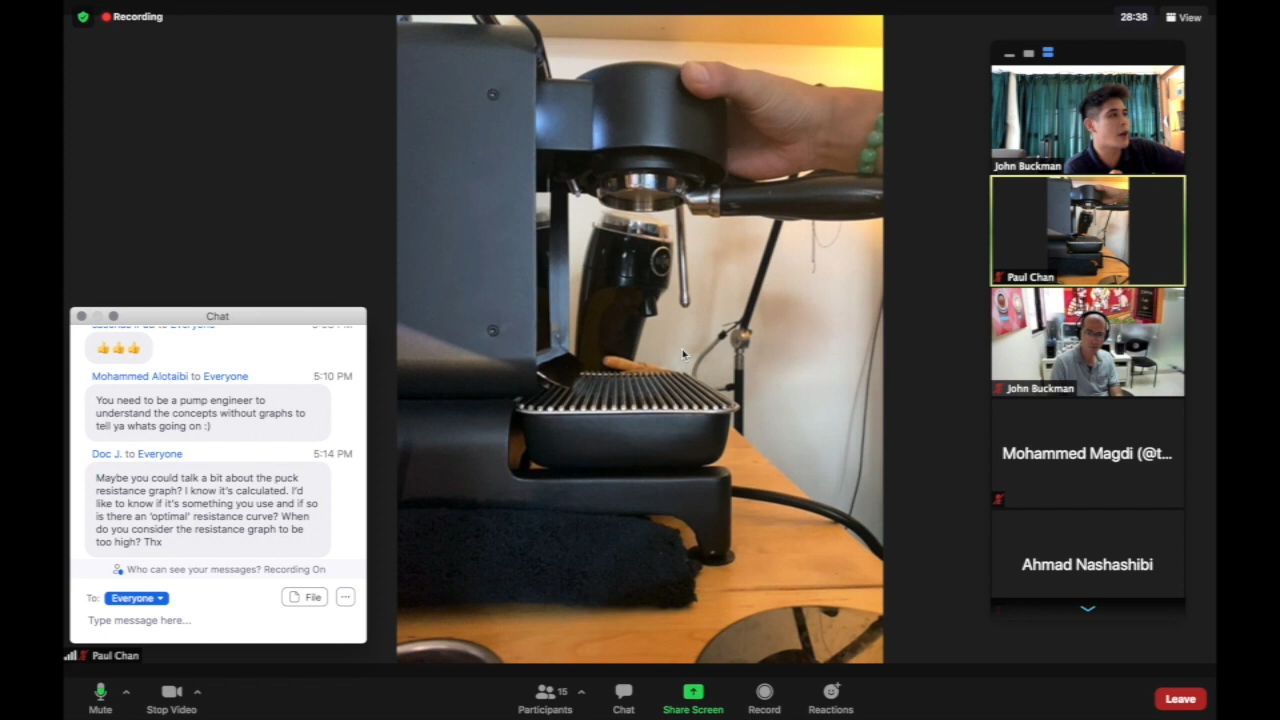 Recording
28:38
View
John Buckman
Paul Chan
John Buckman
Mohammed Magdi (@t...
Ahmad Nashashibi
Chat
to Everyone
👍👍👍
Mohammed Alotaibi to Everyone 5:10 PM
You need to be a pump engineer to
understand the concepts without graphs to
tell ya whats going on :)
Doc J. to Everyone 5:14 PM
Maybe you could talk a bit about the puck
resistance graph? I know it's calculated. I'd
like to know if it's something you use and if so
is there an 'optimal' resistance curve? When
do you consider the resistance graph to be
too high? Thx
Who can see your messages? Recording On
To: Everyone
File
Type message here...
Paul Chan
Mute
Stop Video
Participants
15
Chat
Share Screen
Record
Reactions
Leave